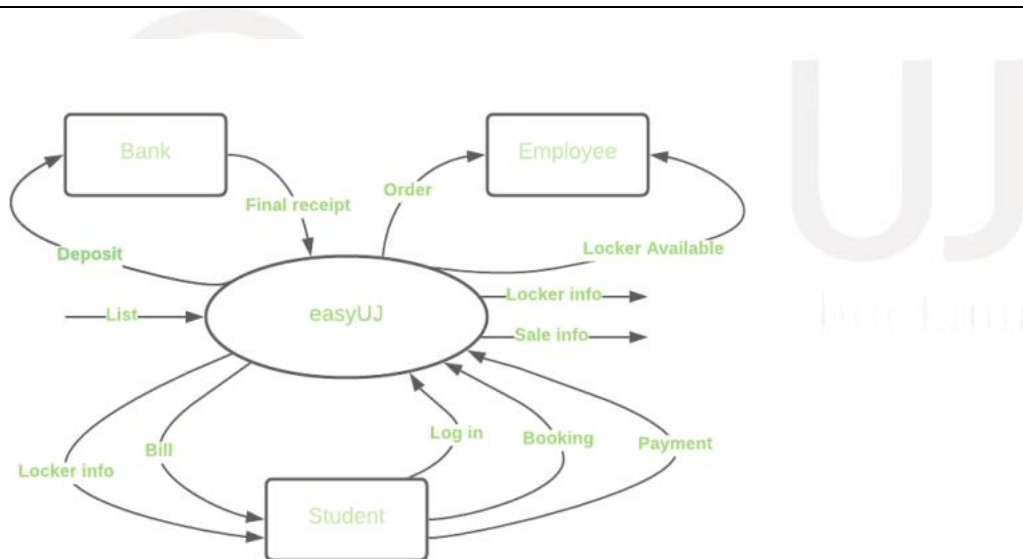 UJ
Bank
Employee
Order
Final receipt
Deposit
Locker Available
Locker info
List
easyUJ
Sale info
Log in
Booking
Payment
Bill
Locker info
Student